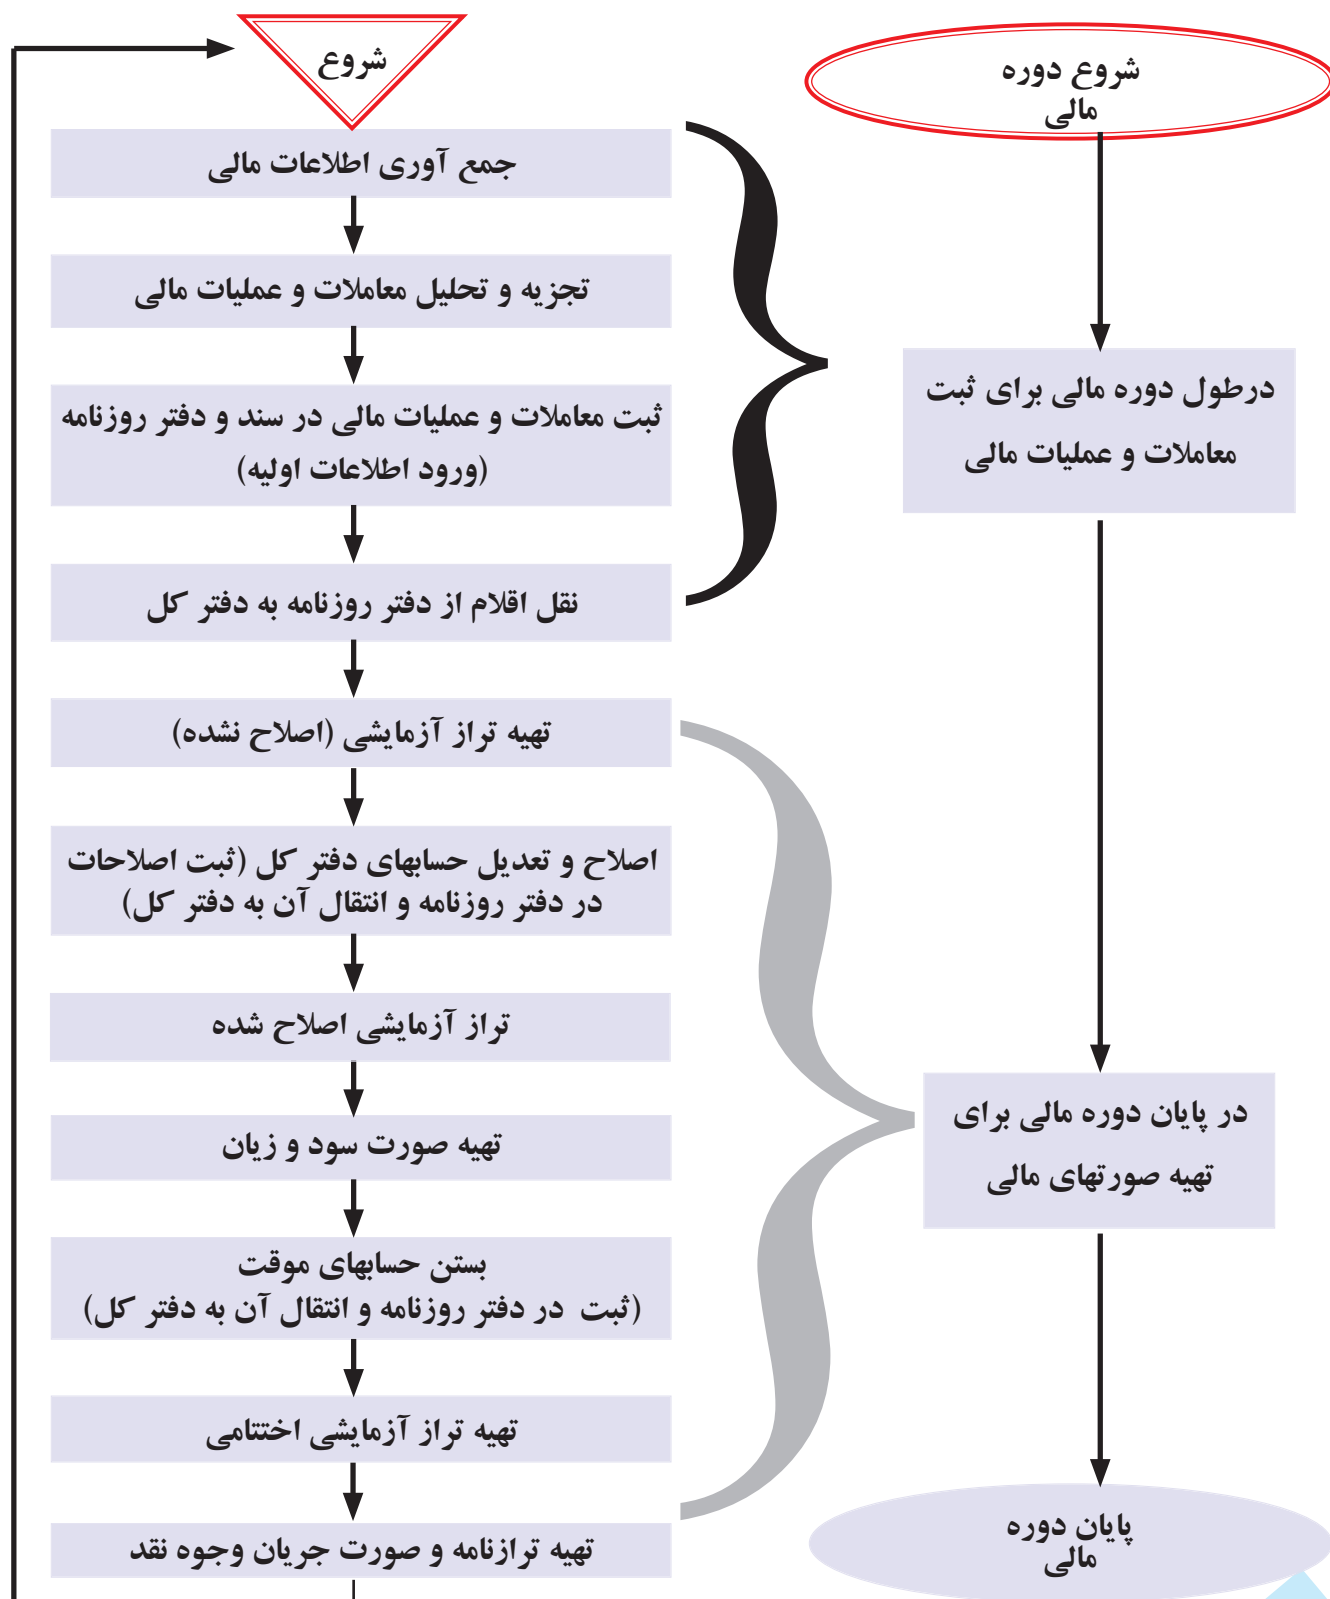 شروع
جمع آوری اطلاعات مالی
تجزیه و تحلیل معاملات و عملیات مالی
ثبت معاملات و عملیات مالی در سند و دفتر روزنامه
(ورود اطلاعات اولیه)
نقل اقلام از دفتر روزنامه به دفتر کل
تهیه تراز آزمایشی (اصلاح نشده)
اصلاح و تعدیل حسابهای دفتر کل (ثبت اصلاحات
در دفتر روزنامه و انتقال آن به دفتر کل)
تراز آزمایشی اصلاح شده
تهیه صورت سود و زیان
بستن حسابهای موقت
(ثبت در دفتر روزنامه و انتقال آن به دفتر کل)
تهیه تراز آزمایشی اختتامی
تهیه ترازنامه و صورت جریان وجوه نقد
شروع دوره
مالی
درطول دوره مالی برای ثبت
معاملات و عملیات مالی
در پایان دوره مالی برای
تهیه صورتهای مالی
پایان دوره
مالی